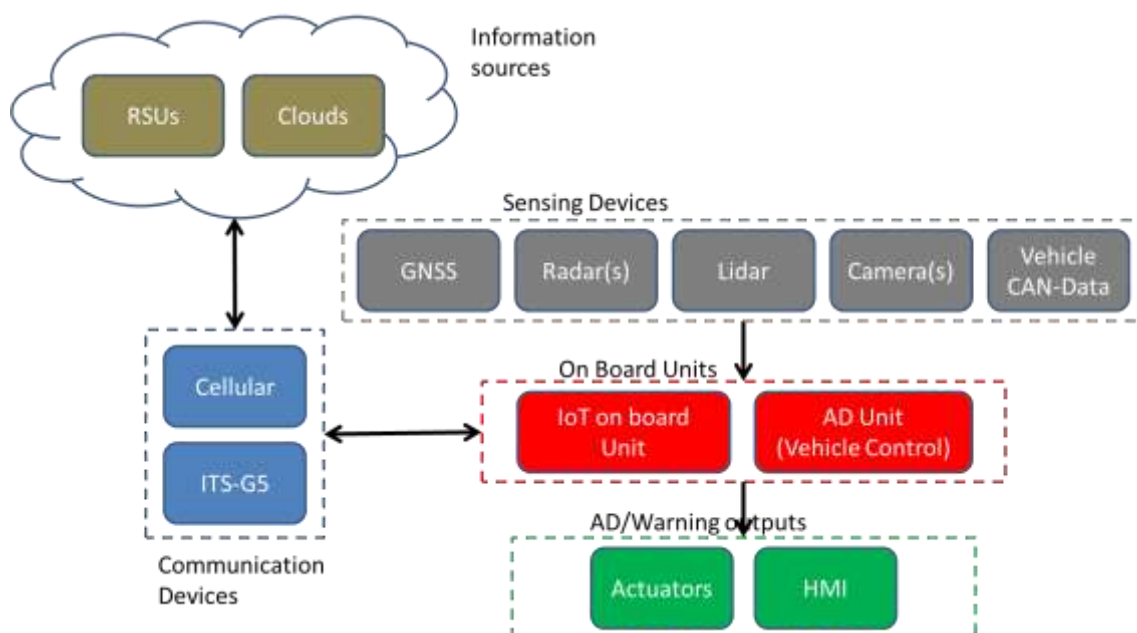 Information
sources
RSUs
Clouds
Sensing Devices
GNSS
Radar(s)
Lidar
Camera(s)
Vehicle
CAN-Data
Cellular
ITS-G5
Communication
Devices
On Board Units
IoT on board
Unit
AD Unit
(Vehicle Control)
AD/Warning outputs
Actuators
HMI